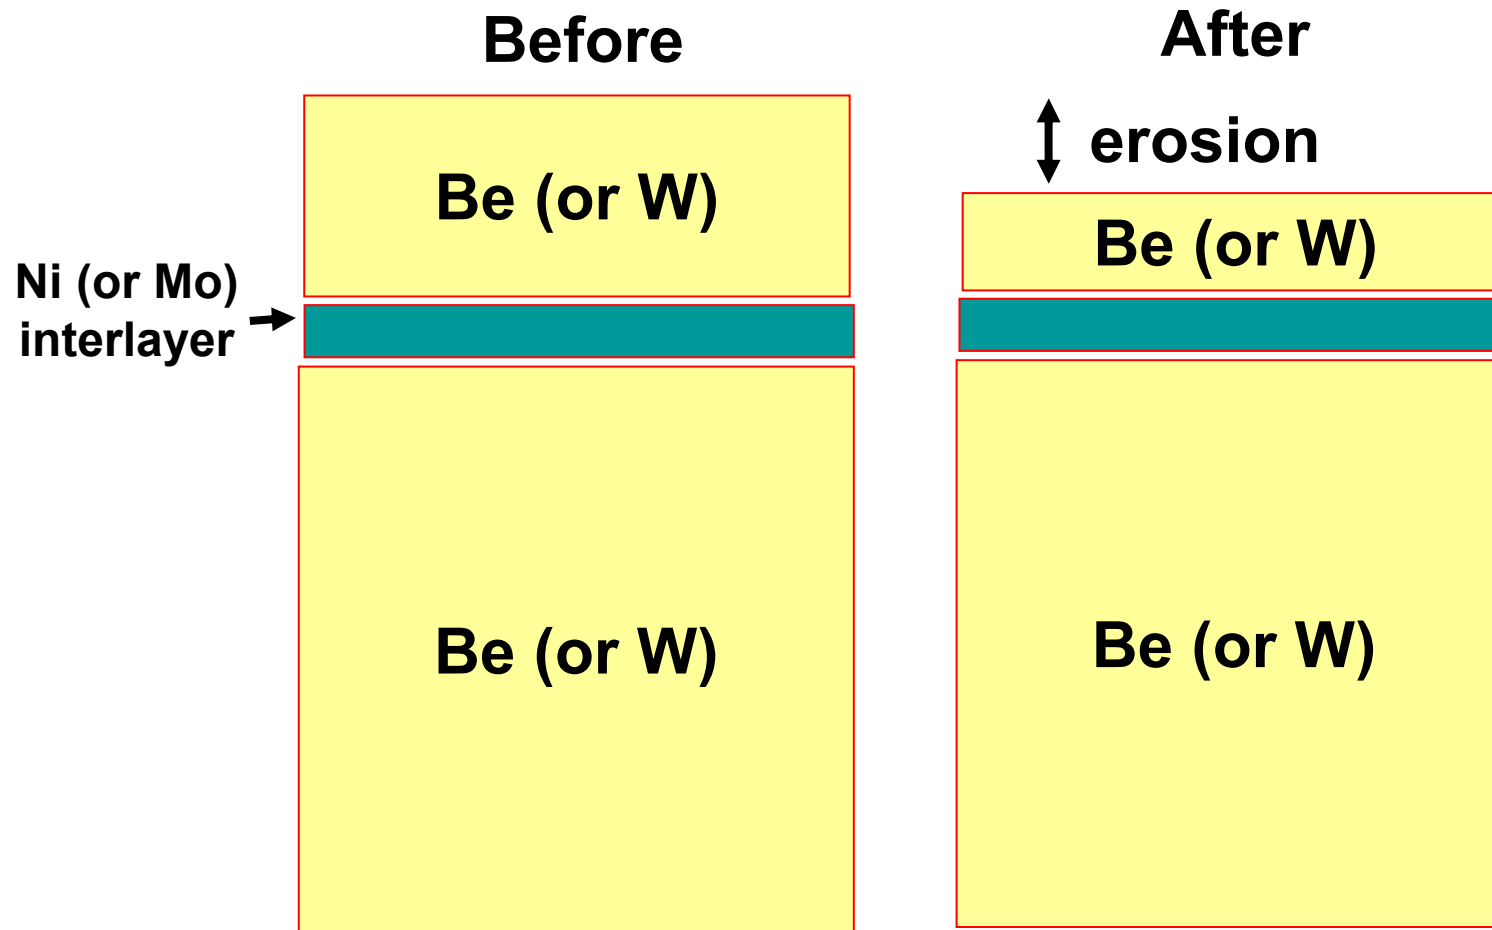 Before
Be (or W)
Ni (or Mo)
interlayer
Be (or W)
After
erosion
Be (or W)
Be (or W)